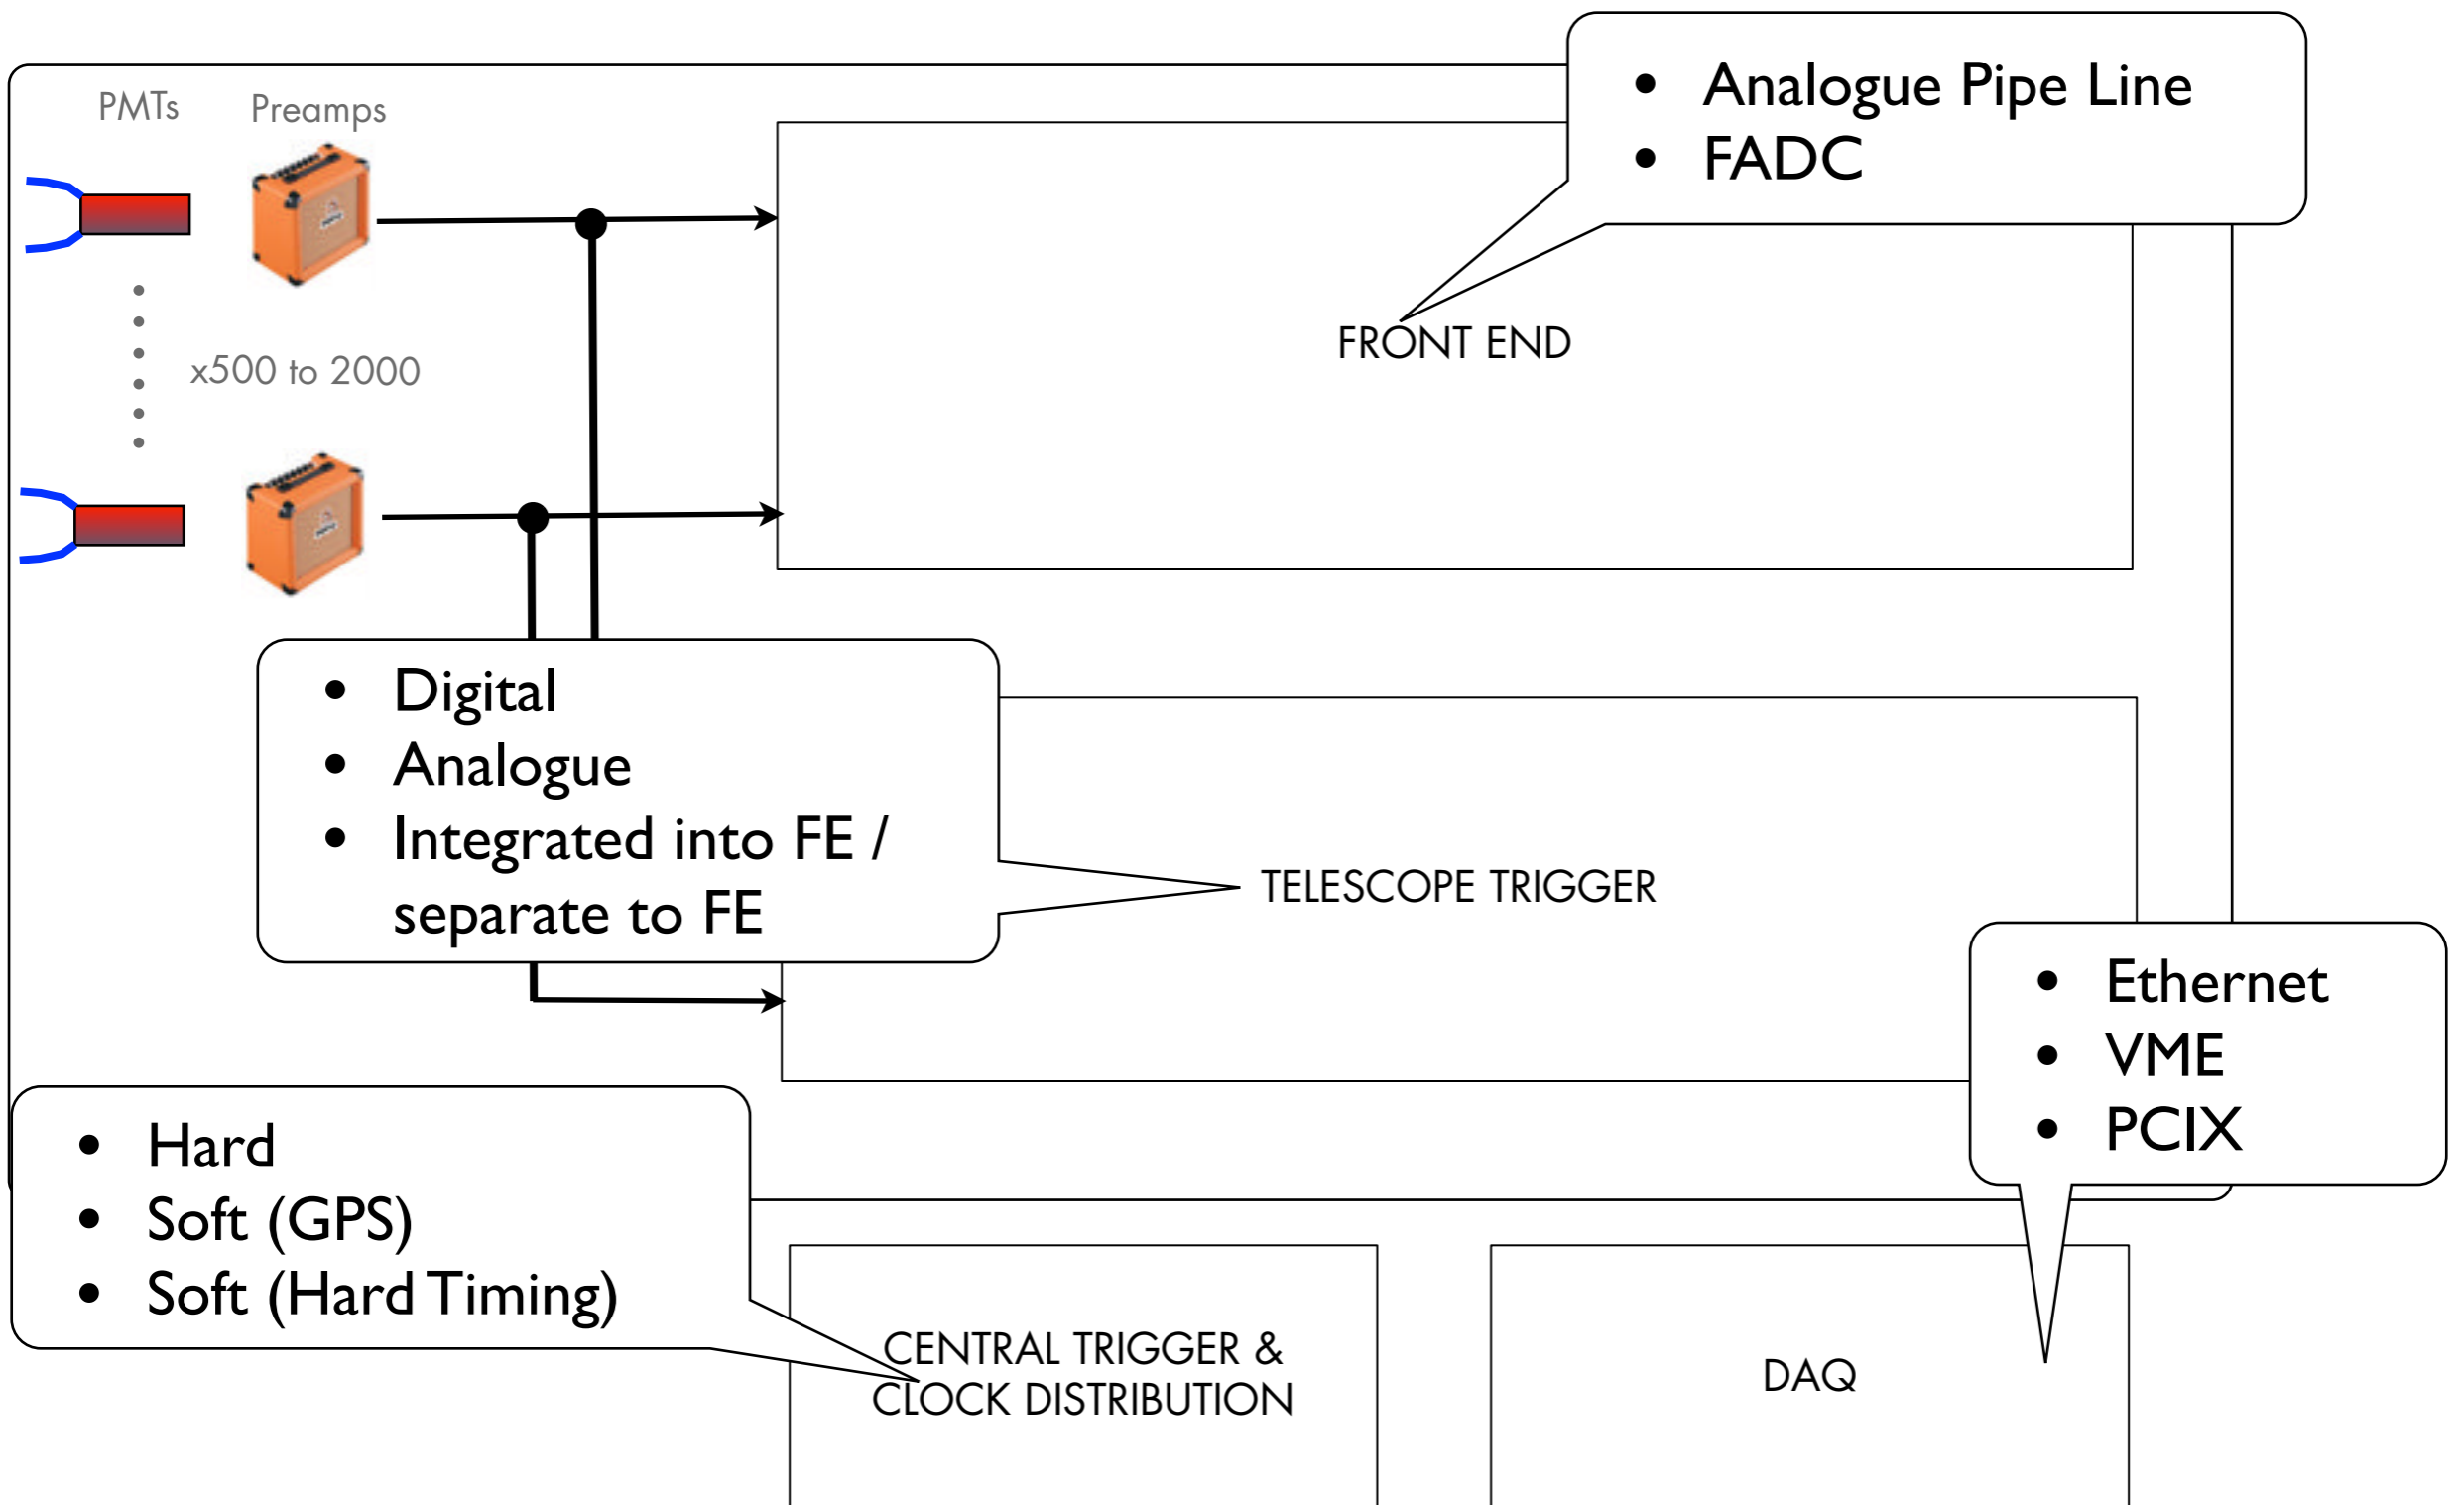 PMTs
Preamps
• Analogue Pipe Line
• FADC
x500 to 2000
FRONT END
• Digital
• Analogue
• Integrated into FE /
separate to FE
TELESCOPE TRIGGER
• Ethernet
• VME
• PCIX
• Hard
• Soft (GPS)
• Soft (Hard Timing)
CENTRAL TRIGGER &
CLOCK DISTRIBUTION
DAQ